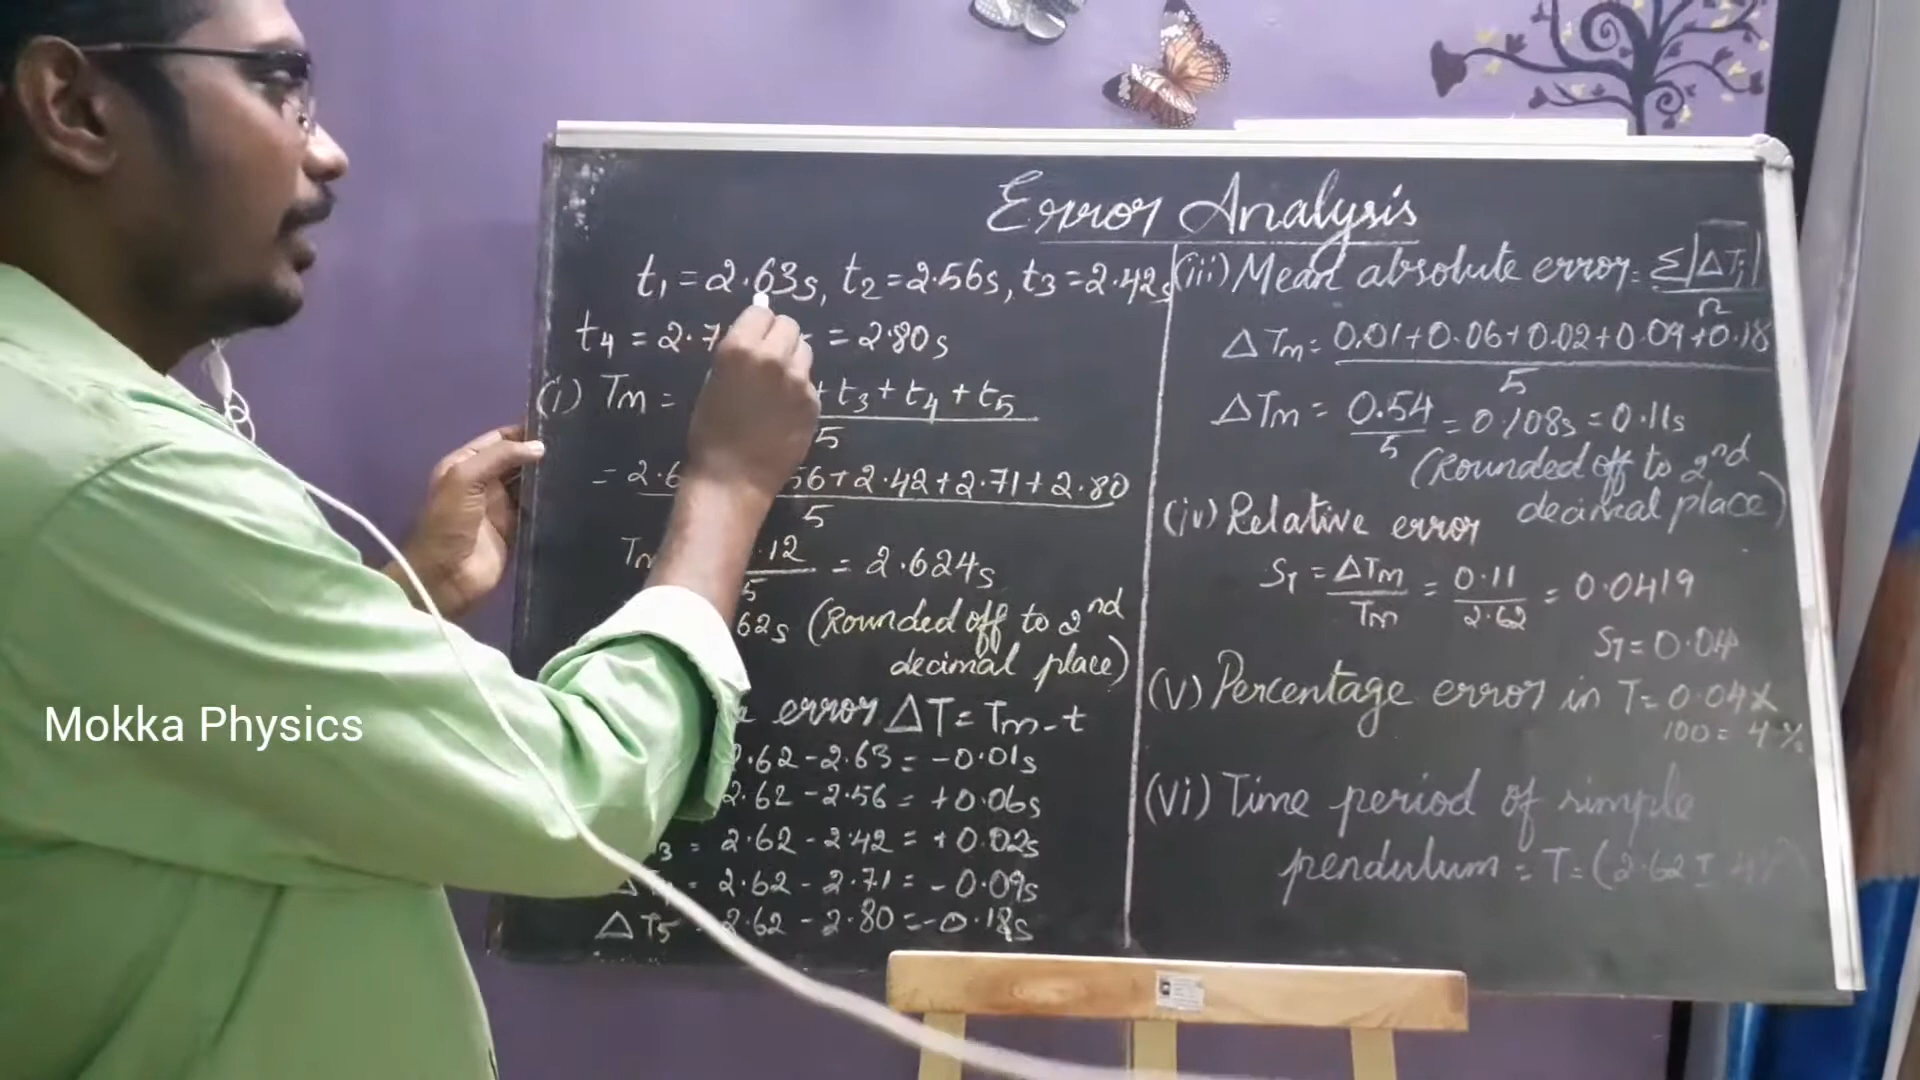 Error Analysis
t₁ = 2.63s, t₂ = 2.56s, t₃ = 2.42s
t₄ = 2.7 = 2.80s
(i) Tm = + t₃ + t₄ + t₅
5
= 2.6 56 + 2.42 + 2.71 + 2.80
5
.12 = 2.624s
5
62s (Rounded off to 2nd
decimal place)
error ΔT = Tm - t
2.62 - 2.63 = -0.01s
2.62 - 2.56 = +0.06s
3 = 2.62 - 2.42 = +0.02s
2.62 - 2.71 = -0.09s
ΔT₅ 2.62 - 2.80 = -0.18s
(iii) Mean absolute error = Σ|ΔTi|
n
ΔTm = 0.01+0.06+0.02+0.09+0.18
5
ΔTm = 0.54 = 0.108s = 0.11s
5
(Rounded off to 2nd
decimal place)
(iv) Relative error
ST = ΔTm = 0.11 = 0.0419
Tm 2.62
ST = 0.04
(v) Percentage error in T = 0.04 x
100 = 4%
(vi) Time period of simple
pendulum = T = (2.62 ± 4%)
Mokka Physics